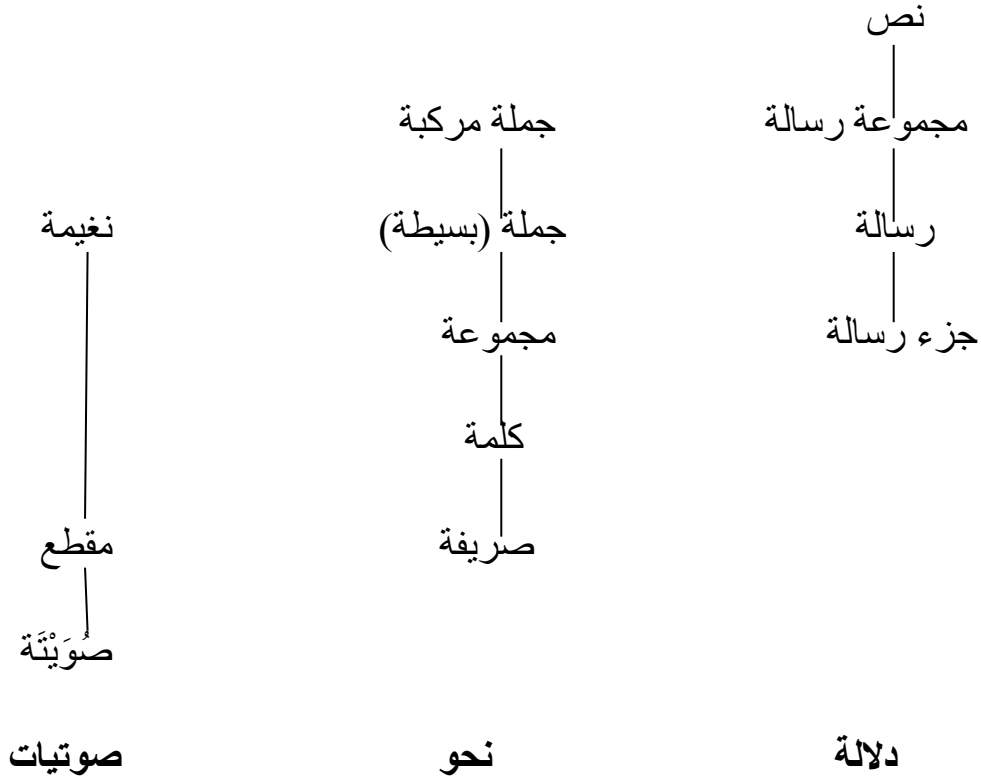 نص
مجموعة رسالة
جملة مركبة
رسالة
جملة (بسيطة)
نغيمة
جزء رسالة
مجموعة
كلمة
صريفة
مقطع
صُوَيْتَة
دلالة
نحو
صوتيات